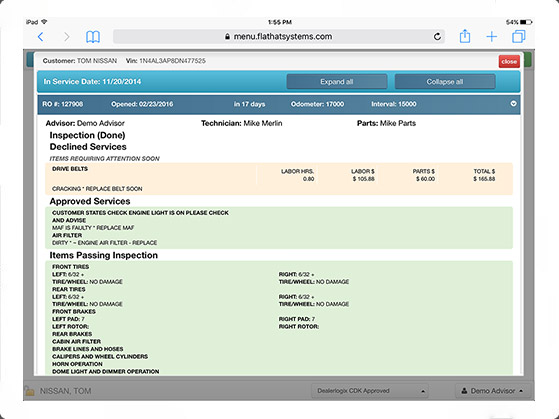 iPad 1:55 PM 54%
menu.flathatsystems.com
Customer: TOM NISSAN Vin: 1N4AL3AP8DN477525 close
In Service Date: 11/20/2014 Expand all Collapse all
RO #: 127908 Opened: 02/23/2016 in 17 days Odometer: 17000 Interval: 15000
Advisor: Demo Advisor Technician: Mike Merlin Parts: Mike Parts
Inspection (Done)
Declined Services
ITEMS REQUIRING ATTENTION SOON
DRIVE BELTS LABOR HRS. LABOR $ PARTS $ TOTAL $
0.80 $ 105.88 $ 60.00 $ 165.88
CRACKING * REPLACE BELT SOON
Approved Services
CUSTOMER STATES CHECK ENGINE LIGHT IS ON PLEASE CHECK
AND ADVISE
MAF IS FAULTY * REPLACE MAF
AIR FILTER
DIRTY * ~ ENGINE AIR FILTER - REPLACE
Items Passing Inspection
FRONT TIRES
LEFT: 6/32 + RIGHT: 6/32 +
TIRE/WHEEL: NO DAMAGE TIRE/WHEEL: NO DAMAGE
REAR TIRES
LEFT: 6/32 + RIGHT: 6/32 +
TIRE/WHEEL: NO DAMAGE TIRE/WHEEL: NO DAMAGE
FRONT BRAKES
LEFT PAD: 7 RIGHT PAD: 7
LEFT ROTOR: RIGHT ROTOR:
REAR BRAKES
CABIN AIR FILTER
BRAKE LINES AND HOSES
CALIPERS AND WHEEL CYLINDERS
HORN OPERATION
DOME LIGHT AND DIMMER OPERATION
NISSAN, TOM Dealerlogix CDK Approved Demo Advisor